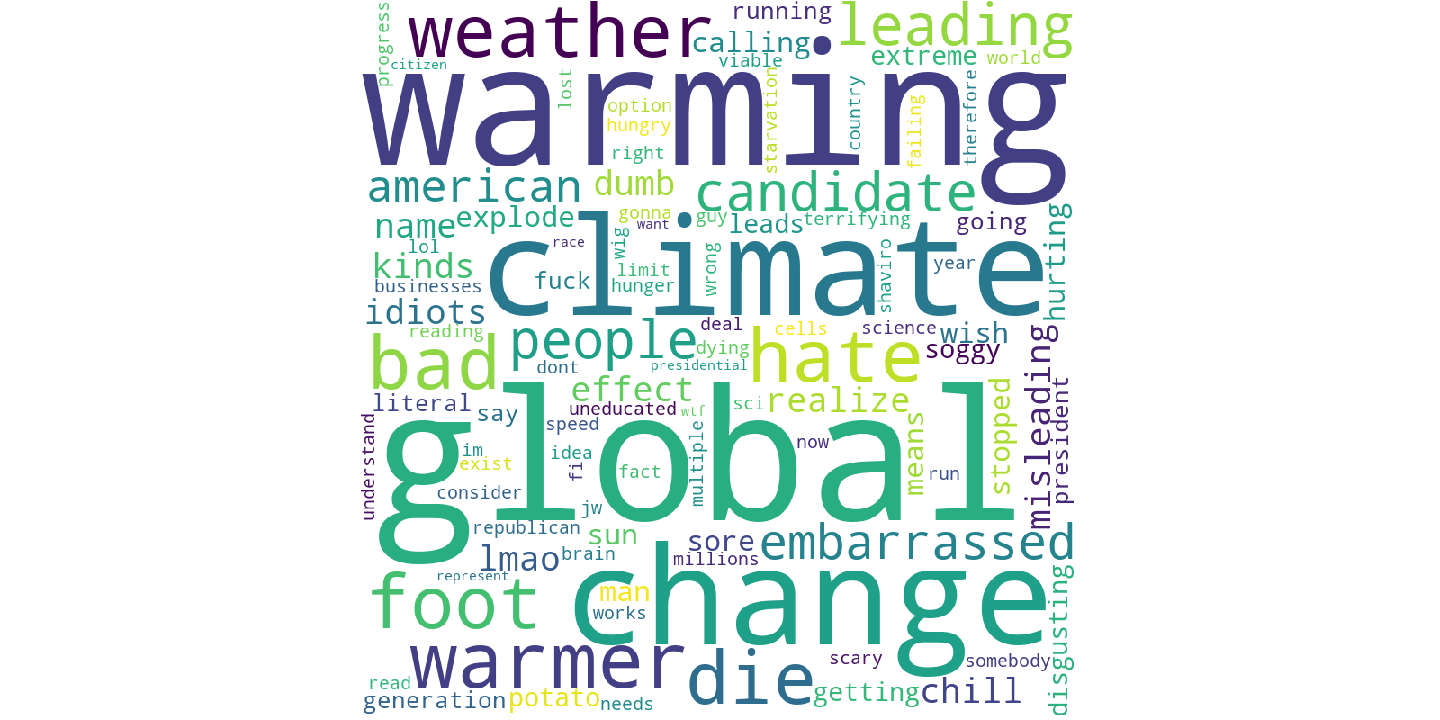 progress
citizen
weather
running
calling
viable
leading
extreme
world
warming
lost
option
hungry
right
starvation
country
failing
therefore
american
dumb
candidate
name
explode
gonna
want
guy
leads
terrifying
going
hurting
lol
race
wig
climate
kinds
fuck
limit
hunger
wrong
shaviro
year
businesses
idiots
reading
people
deal
cells
science
wish
soggy
bad
dont
dying
presidential
hate
misleading
literal
say
effect
uneducated
wtf
sci
realize
stopped
president
understand
global
speed
im
exist
idea
fi
fact
multiple
now
means
run
consider
jw
republican
sun
sore
embarrassed
lmao
brain
millions
represent
foot
man
works
change
disgusting
warmer
die
scary
somebody
read
generation
potato
needs
getting
chill